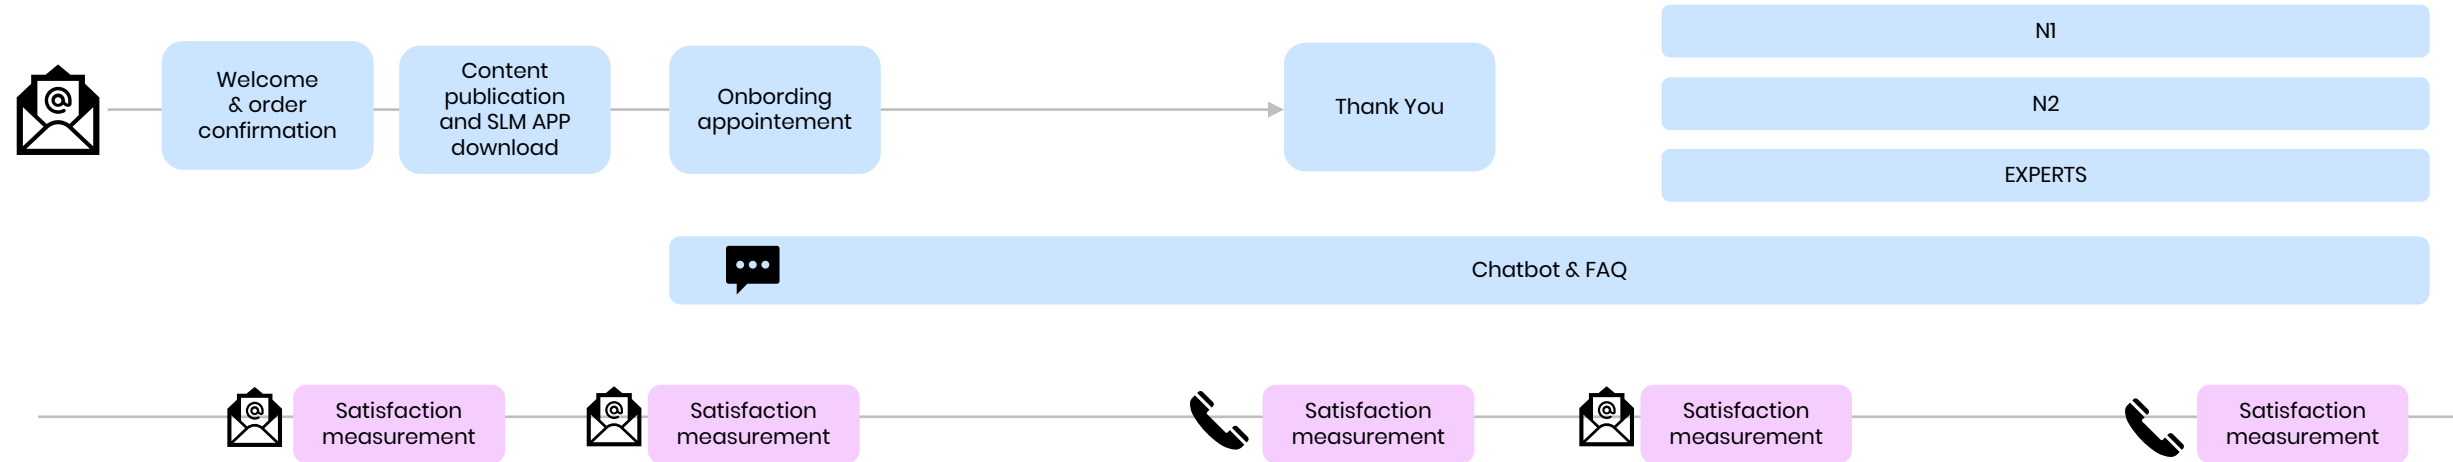 Welcome
& order
confirmation
Content
publication
and SLM APP
download
Onbording
appointement
Thank You
N1
N2
EXPERTS
Chatbot & FAQ
Satisfaction
measurement
Satisfaction
measurement
Satisfaction
measurement
Satisfaction
measurement
Satisfaction
measurement